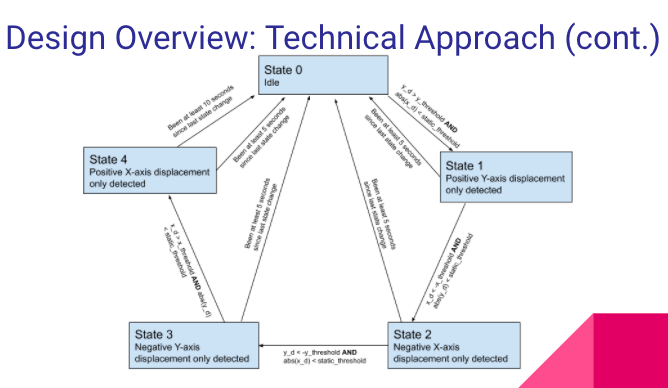 Design Overview: Technical Approach (cont.)
State 0
Idle
Been at least 10 seconds
since last state change
Been at least 5 seconds
since last state change
y_d > y_threshold AND
abs(x_d) < static_threshold
Been at least 5 seconds
since last state change
State 4
Positive X-axis displacement
only detected
State 1
Positive Y-axis displacement
only detected
Been at least 5 seconds
since last state change
Been at least 5 seconds
since last state change
x_d > x_threshold AND abs(y_d)
< static_threshold
x_d < -x_threshold AND
abs(y_d) < static_threshold
State 3
Negative Y-axis
displacement only detected
y_d < -y_threshold AND
abs(x_d) < static_threshold
State 2
Negative X-axis
displacement only detected